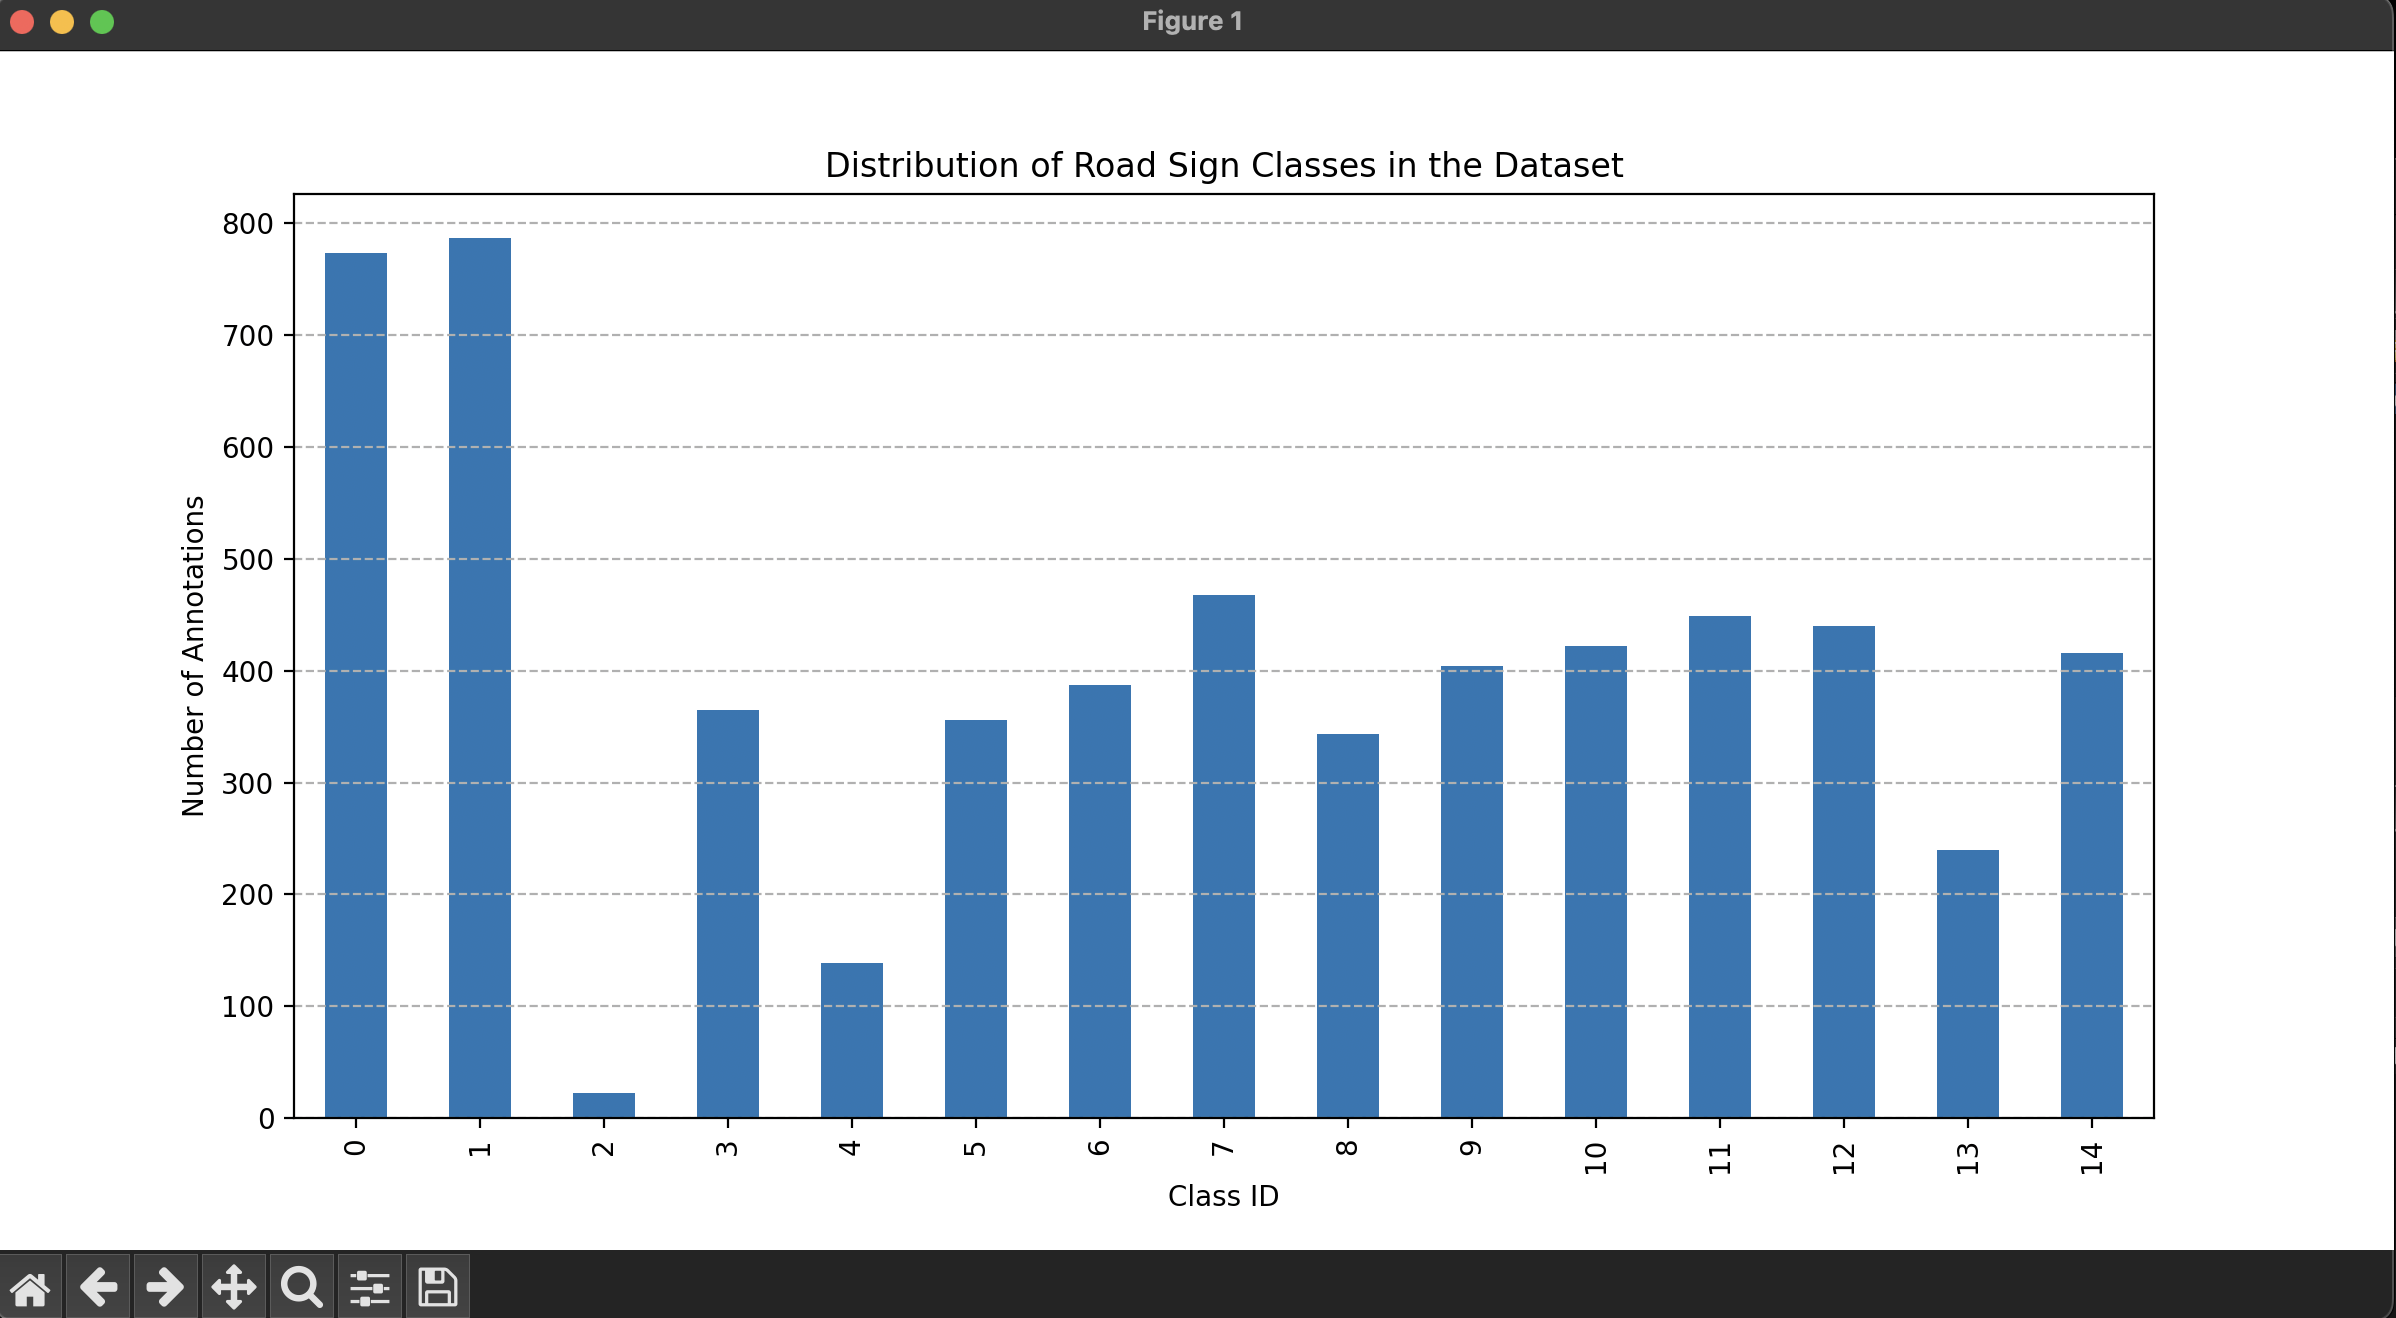 Figure 1
Distribution of Road Sign Classes in the Dataset
Number of Annotations
800
700
600
500
400
300
200
100
0
0 1 2 3 4 5 6 7 8 9 10 11 12 13 14
Class ID